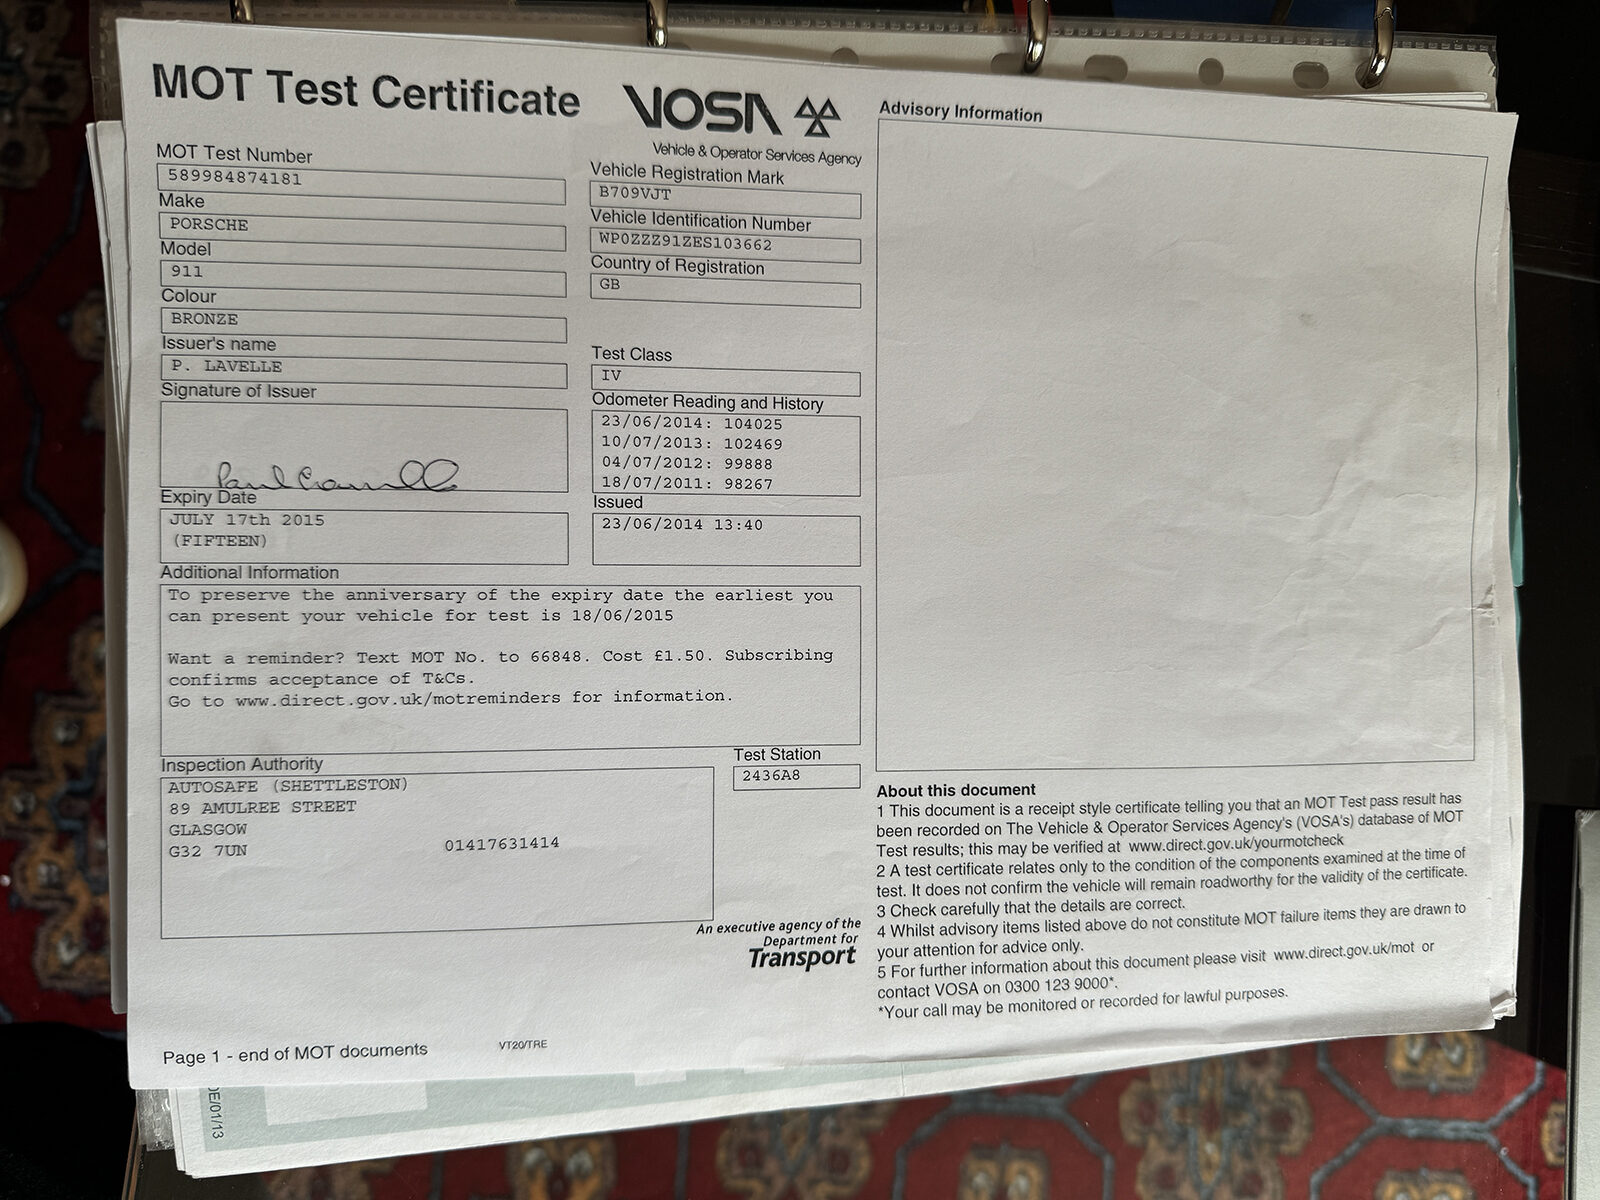 MOT Test Certificate
VOSA
Vehicle & Operator Services Agency
MOT Test Number
589984874181
Make
PORSCHE
Model
911
Colour
BRONZE
Issuer's name
P. LAVELLE
Signature of Issuer
Expiry Date
JULY 17th 2015
(FIFTEEN)
Vehicle Registration Mark
B709VJT
Vehicle Identification Number
WP0ZZZ91ZES103662
Country of Registration
GB
Test Class
IV
Odometer Reading and History
23/06/2014: 104025
10/07/2013: 102469
04/07/2012: 99888
18/07/2011: 98267
Issued
23/06/2014 13:40
Additional Information
To preserve the anniversary of the expiry date the earliest you
can present your vehicle for test is 18/06/2015
Want a reminder? Text MOT No. to 66848. Cost £1.50. Subscribing
confirms acceptance of T&Cs.
Go to www.direct.gov.uk/motreminders for information.
Inspection Authority
AUTOSAFE (SHETTLESTON)
89 AMULREE STREET
GLASGOW
G32 7UN 01417631414
Test Station
2436A8
An executive agency of the
Department for
Transport
Page 1 - end of MOT documents
VT20/TRE
Advisory Information
About this document
1 This document is a receipt style certificate telling you that an MOT Test pass result has
been recorded on The Vehicle & Operator Services Agency's (VOSA's) database of MOT
Test results; this may be verified at www.direct.gov.uk/yourmotcheck
2 A test certificate relates only to the condition of the components examined at the time of
test. It does not confirm the vehicle will remain roadworthy for the validity of the certificate.
3 Check carefully that the details are correct.
4 Whilst advisory items listed above do not constitute MOT failure items they are drawn to
your attention for advice only.
5 For further information about this document please visit www.direct.gov.uk/mot or
contact VOSA on 0300 123 9000*.
*Your call may be monitored or recorded for lawful purposes.
DE/01/13